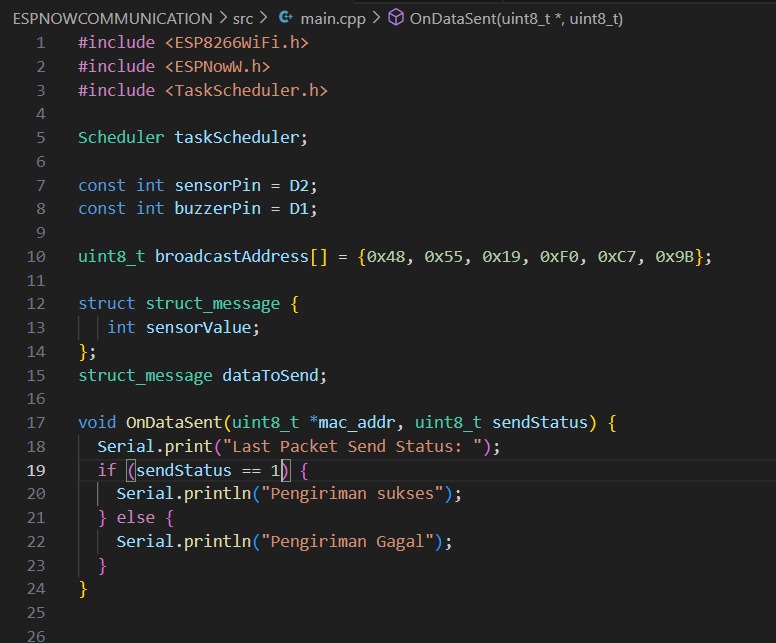 ESPNOWCOMMUNICATION > src > main.cpp > OnDataSent(uint8_t *, uint8_t)
1 #include <ESP8266WiFi.h>
2 #include <ESPNowW.h>
3 #include <TaskScheduler.h>
4
5 Scheduler taskScheduler;
6
7 const int sensorPin = D2;
8 const int buzzerPin = D1;
9
10 uint8_t broadcastAddress[] = {0x48, 0x55, 0x19, 0xF0, 0xC7, 0x9B};
11
12 struct struct_message {
13   int sensorValue;
14 };
15 struct_message dataToSend;
16
17 void OnDataSent(uint8_t *mac_addr, uint8_t sendStatus) {
18   Serial.print("Last Packet Send Status: ");
19   if (sendStatus == 1) {
20     Serial.println("Pengiriman sukses");
21   } else {
22     Serial.println("Pengiriman Gagal");
23   }
24 }
25
26